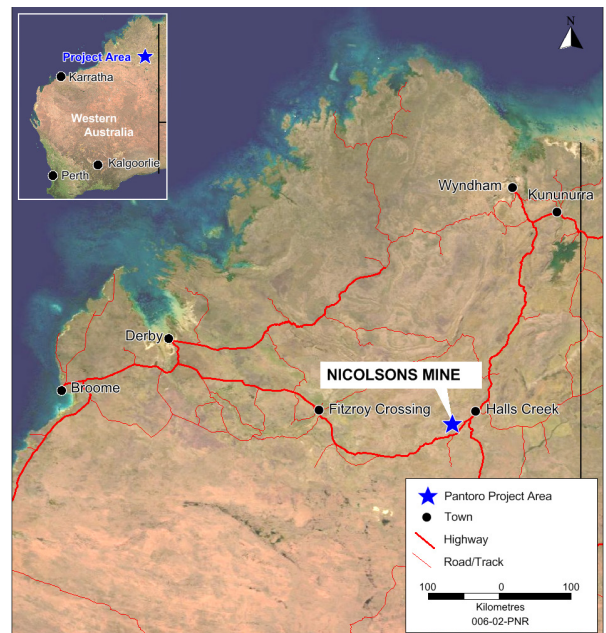 Project Area
Karratha
Western
Australia
Kalgoorlie
Perth
N
Wyndham
Kununurra
Derby
NICOLSONS MINE
Broome
Fitzroy Crossing
Halls Creek
Pantoro Project Area
Town
Highway
Road/Track
100 0 100
Kilometres
006-02-PNR